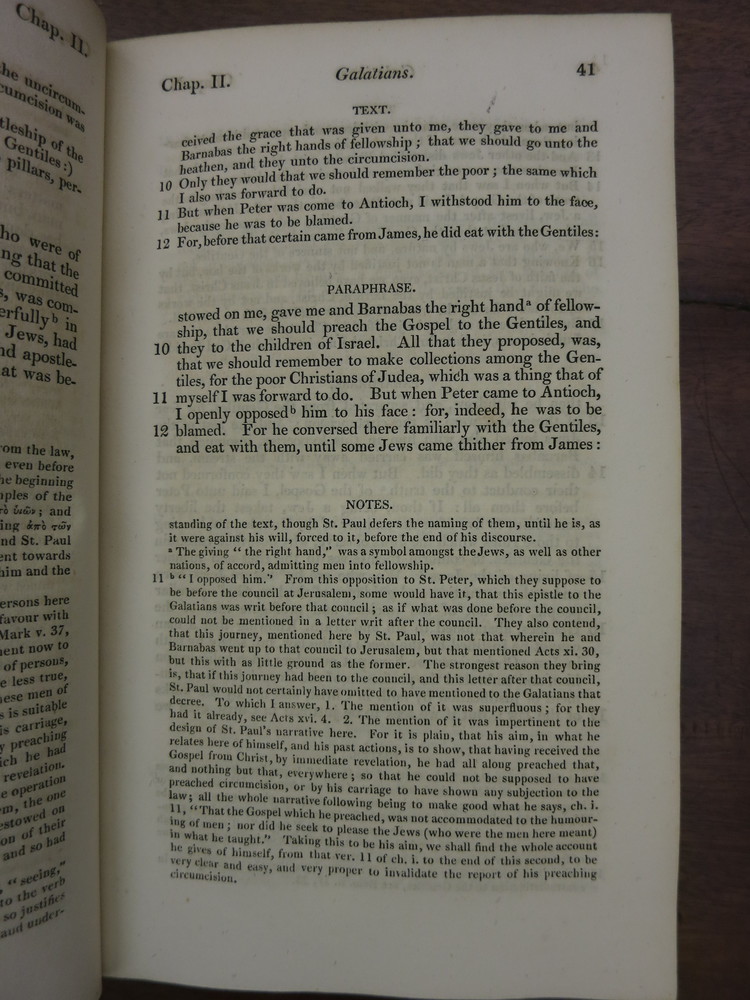 Chap. II.
the uncircum-
cumcision was
tleship of the
Gentiles:)
pillars, per-
ho were of
ng that the
committed
s, was com-
erfullyᵇ in
Jews, had
nd apostle-
at was be-
om the law,
even before
he beginning
mples of the
τὸ ὑιῶν; and
ing ἀπὸ τῶν
nd St. Paul
ent towards
him and the
ersons here
favour with
Mark v. 37,
ment now to
of persons,
e less true,
hese men of
s is suitable
is carriage,
y preaching
ich he had
revelation.
e operation
em, the one
estowed on
on of their
and so had
"seeing,"
to the verb
so justifies
and under-
Chap. II. Galatians. 41
TEXT.
ceived the grace that was given unto me, they gave to me and
Barnabas the right hands of fellowship; that we should go unto the
heathen, and they unto the circumcision.
10 Only they would that we should remember the poor; the same which
I also was forward to do.
11 But when Peter was come to Antioch, I withstood him to the face,
because he was to be blamed.
12 For, before that certain came from James, he did eat with the Gentiles:
PARAPHRASE.
stowed on me, gave me and Barnabas the right handᵃ of fellow-
ship, that we should preach the Gospel to the Gentiles, and
10 they to the children of Israel. All that they proposed, was,
that we should remember to make collections among the Gen-
tiles, for the poor Christians of Judea, which was a thing that of
11 myself I was forward to do. But when Peter came to Antioch,
I openly opposedᵇ him to his face: for, indeed, he was to be
12 blamed. For he conversed there familiarly with the Gentiles,
and eat with them, until some Jews came thither from James:
NOTES.
standing of the text, though St. Paul defers the naming of them, until he is, as
it were against his will, forced to it, before the end of his discourse.
ᵃ The giving "the right hand," was a symbol amongst the Jews, as well as other
nations, of accord, admitting men into fellowship.
11 ᵇ "I opposed him." From this opposition to St. Peter, which they suppose to
be before the council at Jerusalem, some would have it, that this epistle to the
Galatians was writ before that council; as if what was done before the council,
could not be mentioned in a letter writ after the council. They also contend,
that this journey, mentioned here by St. Paul, was not that wherein he and
Barnabas went up to that council to Jerusalem, but that mentioned Acts xi. 30,
but this with as little ground as the former. The strongest reason they bring
is, that if this journey had been to the council, and this letter after that council,
St. Paul would not certainly have omitted to have mentioned to the Galatians that
decree. To which I answer, 1. The mention of it was superfluous; for they
had it already, see Acts xvi. 4. 2. The mention of it was impertinent to the
design of St. Paul's narrative here. For it is plain, that his aim, in what he
relates here of himself, and his past actions, is to show, that having received the
Gospel from Christ, by immediate revelation, he had all along preached that,
and nothing but that, everywhere; so that he could not be supposed to have
preached circumcision, or by his carriage to have shown any subjection to the
law; all the whole narrative following being to make good what he says, ch. i.
11, "That the Gospel which he preached, was not accommodated to the humour-
ing of men; nor did he seek to please the Jews (who were the men here meant)
in what he taught." Taking this to be his aim, we shall find the whole account
he gives of himself, from that ver. 11 of ch. i. to the end of this second, to be
very clear and easy, and very proper to invalidate the report of his preaching
circumcision.